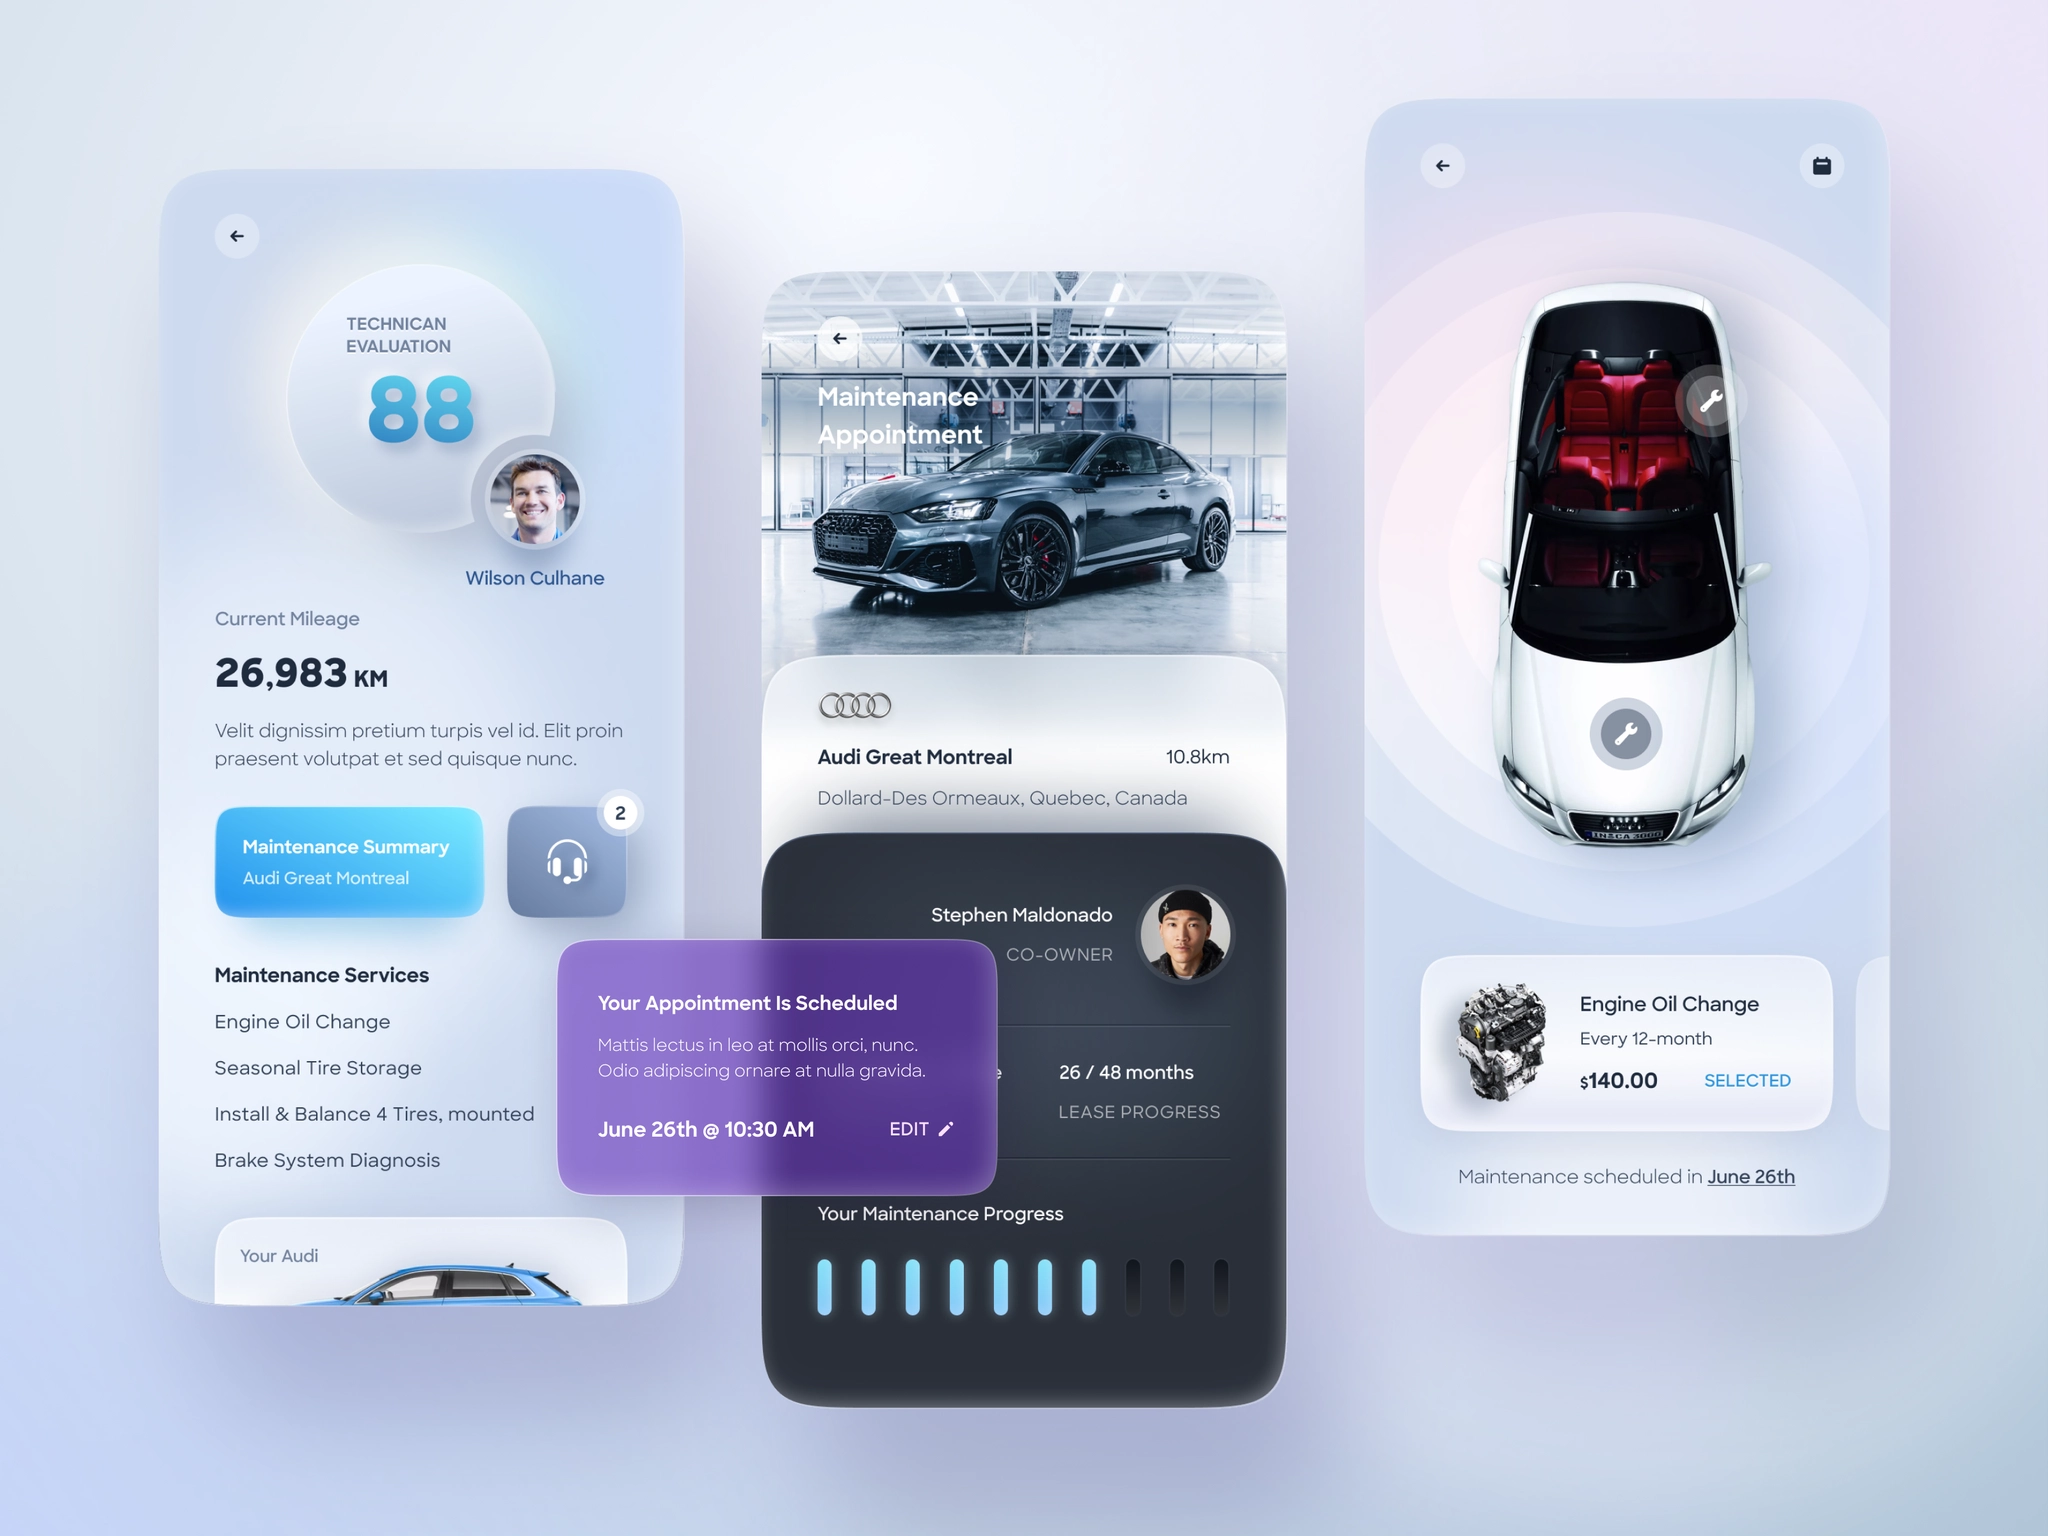 TECHNICAN
EVALUATION
88
Wilson Culhane
Current Mileage
26,983 KM
Velit dignissim pretium turpis vel id. Elit proin
praesent volutpat et sed quisque nunc.
Maintenance Summary
Audi Great Montreal
2
Maintenance Services
Engine Oil Change
Seasonal Tire Storage
Install & Balance 4 Tires, mounted
Brake System Diagnosis
Your Audi
Maintenance
Appointment
Audi Great Montreal
10.8km
Dollard-Des Ormeaux, Quebec, Canada
Stephen Maldonado
CO-OWNER
Your Appointment Is Scheduled
Mattis lectus in leo at mollis orci, nunc.
Odio adipiscing ornare at nulla gravida.
June 26th @ 10:30 AM
EDIT
26 / 48 months
LEASE PROGRESS
Your Maintenance Progress
Engine Oil Change
Every 12-month
$140.00
SELECTED
Maintenance scheduled in June 26th